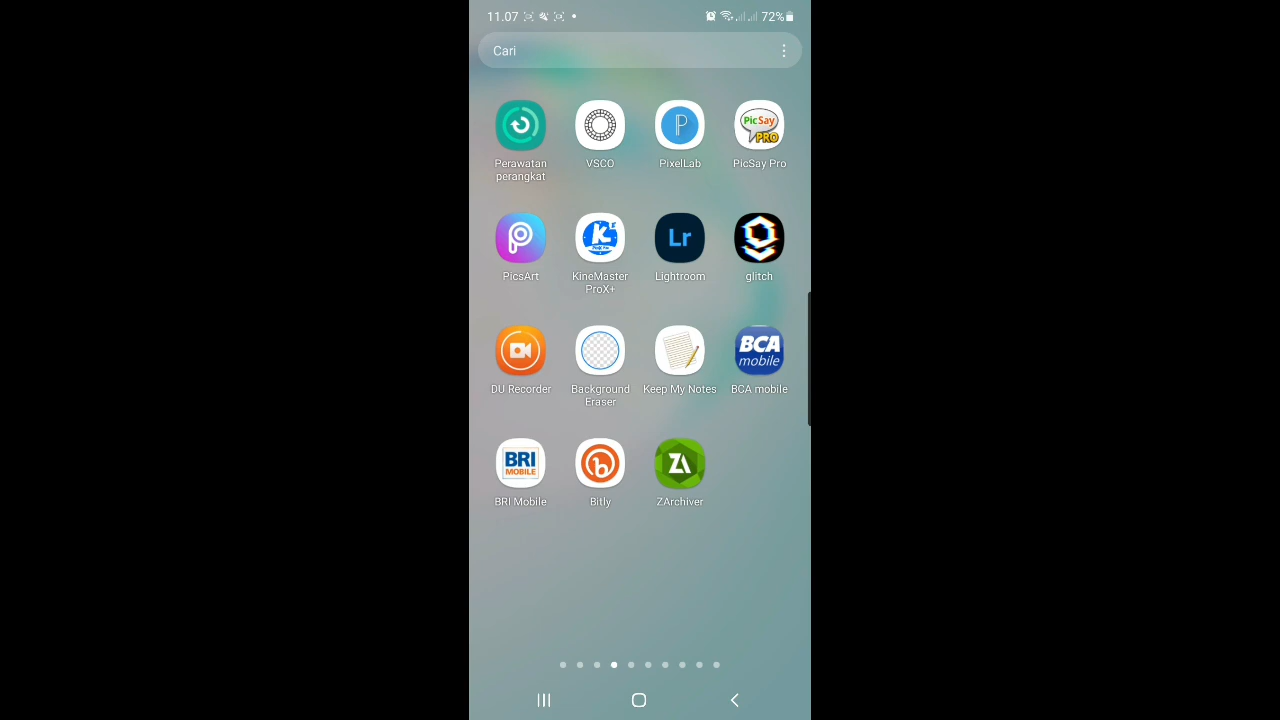 11.07
72%
Cari
PicSay
PRO
Perawatan
perangkat
VSCO
PixelLab
PicSay Pro
K
Lr
PicsArt
KineMaster
ProX+
Lightroom
glitch
BCA
mobile
DU Recorder
Background
Eraser
Keep My Notes
BCA mobile
BRI
MOBILE
b
ZA
BRI Mobile
Bitly
ZArchiver